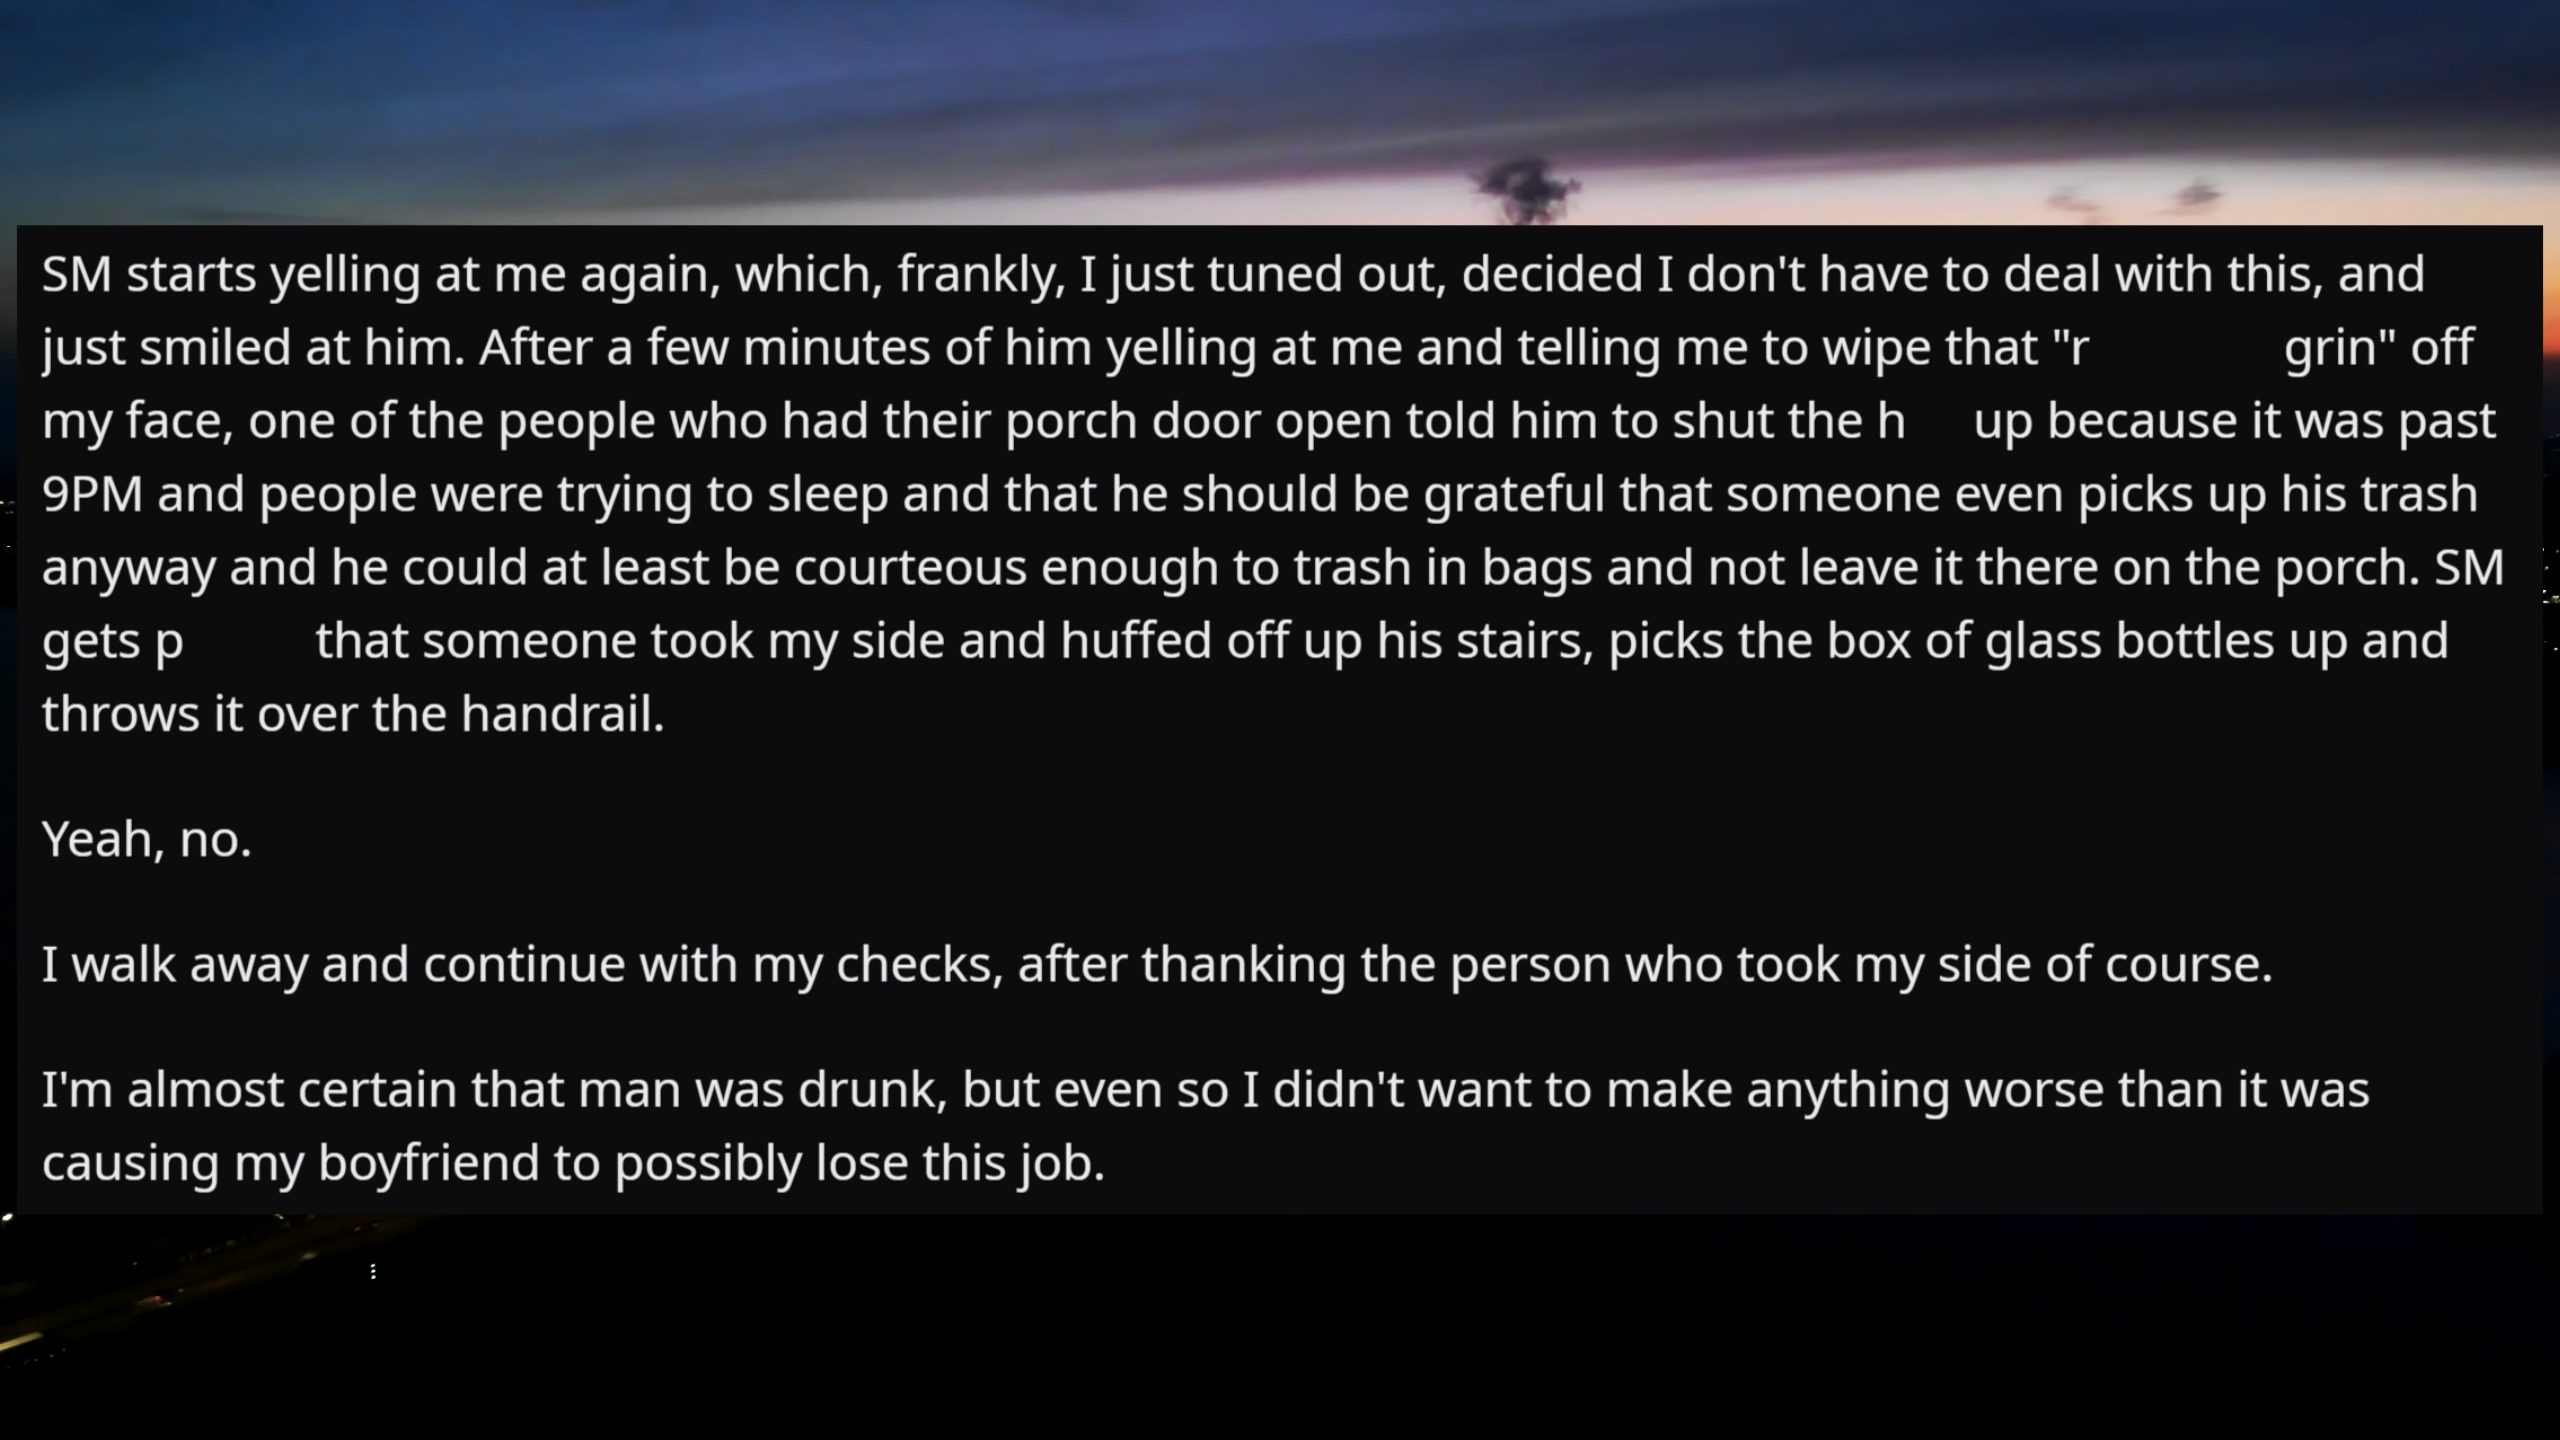 SM starts yelling at me again, which, frankly, I just tuned out, decided I don't have to deal with this, and
just smiled at him. After a few minutes of him yelling at me and telling me to wipe that "r grin" off
my face, one of the people who had their porch door open told him to shut the h up because it was past
9PM and people were trying to sleep and that he should be grateful that someone even picks up his trash
anyway and he could at least be courteous enough to trash in bags and not leave it there on the porch. SM
gets p that someone took my side and huffed off up his stairs, picks the box of glass bottles up and
throws it over the handrail.
Yeah, no.
I walk away and continue with my checks, after thanking the person who took my side of course.
I'm almost certain that man was drunk, but even so I didn't want to make anything worse than it was
causing my boyfriend to possibly lose this job.